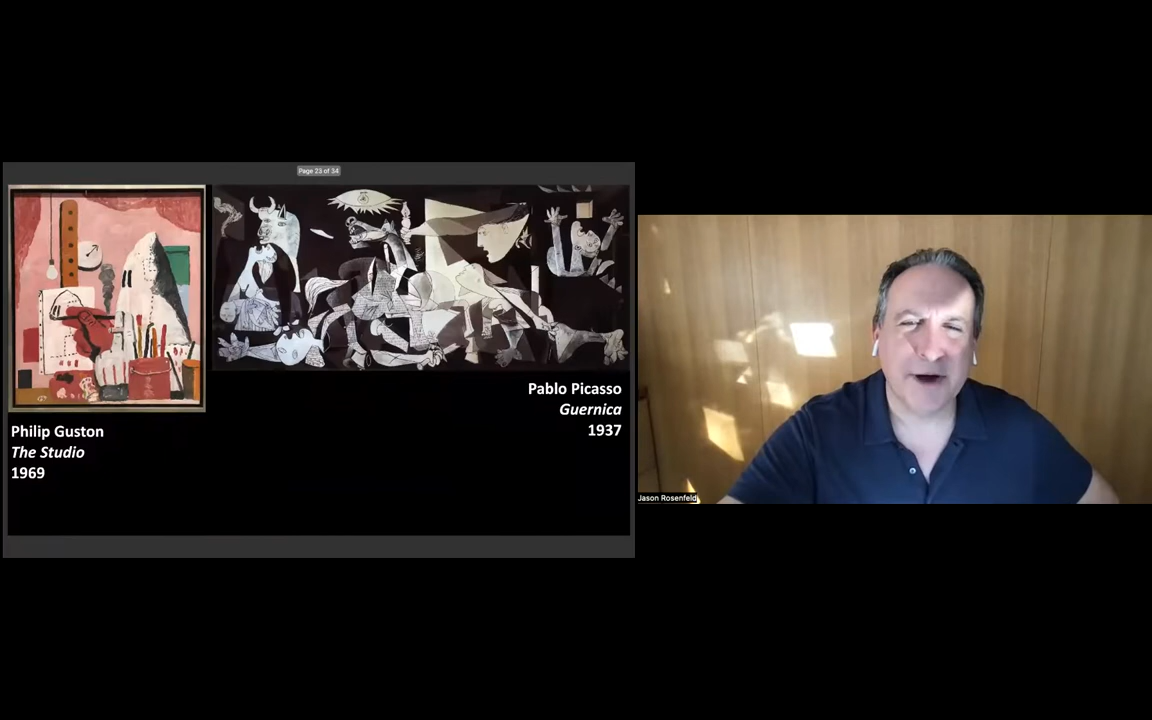 Page 23 of 34
Philip Guston
The Studio
1969
Pablo Picasso
Guernica
1937
Jason Rosenfeld